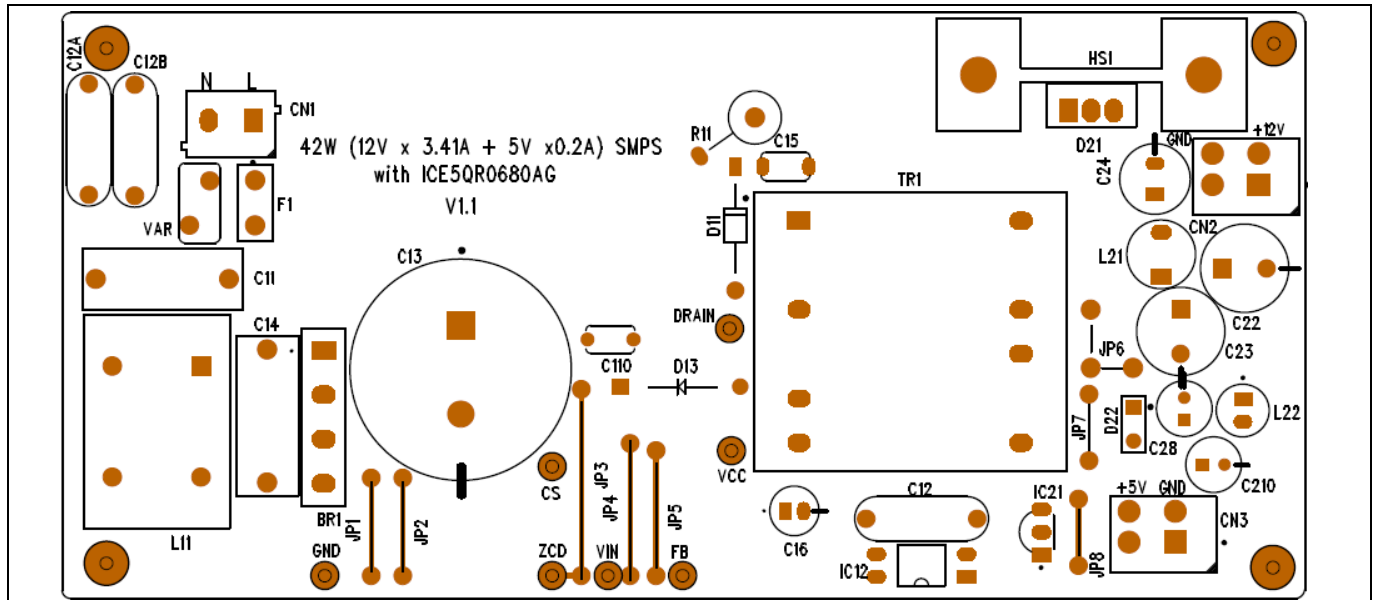 C12A
C12B
N L
CN1
42W (12V x 3.41A + 5V x0.2A) SMPS
with ICE5QR0680AG
V1.1
VAR
F1
C11
C13
C14
L11
BR1
JP1
JP2
GND
HS1
D21
R11
C15
TR1
D11
DRAIN
C110
D13
VCC
CS
JP3
JP4
JP5
ZCD
VIN
FB
C24
GND
+12V
CN2
L21
C22
C23
JP6
JP7
D22
C28
L22
C210
C16
C12
IC12
IC21
JP8
+5V GND
CN3